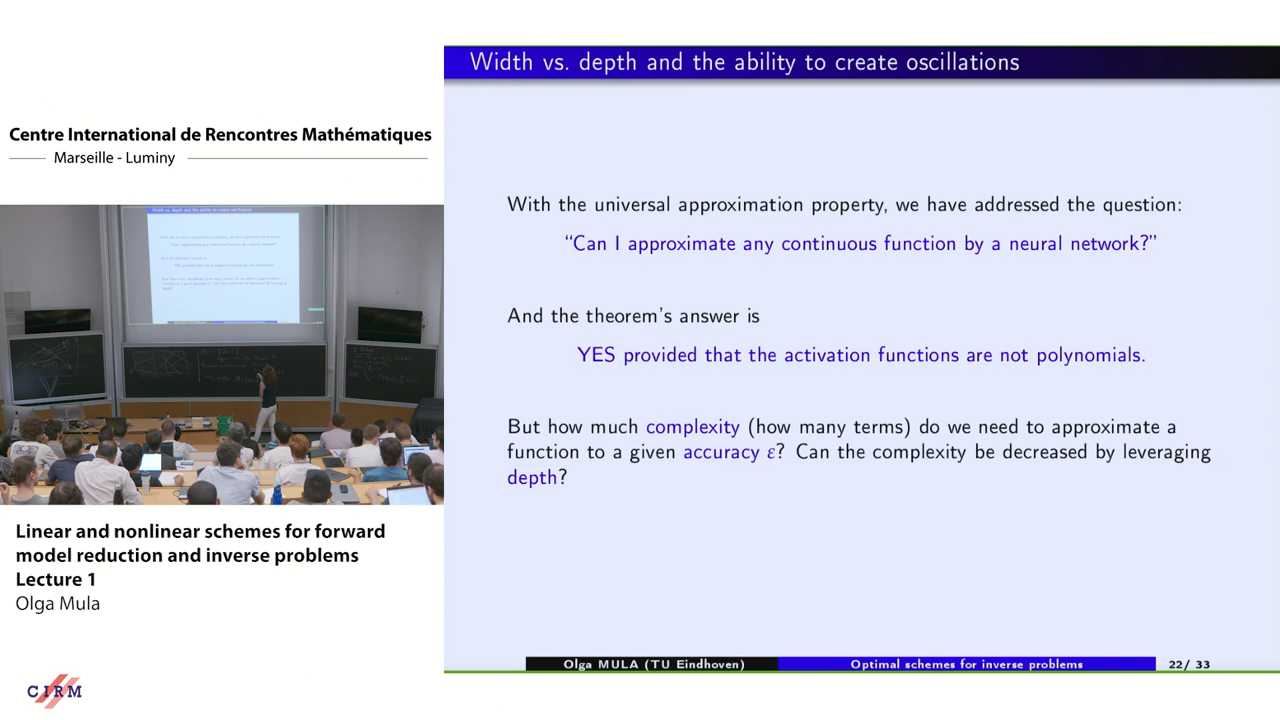 Centre International de Rencontres Mathématiques
Marseille - Luminy
Width vs. depth and the ability to create oscillations
With the universal approximation property, we have addressed the question:
“Can I approximate any continuous function by a neural network?”
And the theorem's answer is
YES provided that the activation functions are not polynomials.
But how much complexity (how many terms) do we need to approximate a
function to a given accuracy ε? Can the complexity be decreased by leveraging
depth?
Olga MULA (TU Eindhoven)
Optimal schemes for inverse problems
22/ 33
Linear and nonlinear schemes for forward
model reduction and inverse problems
Lecture 1
Olga Mula
CIRM